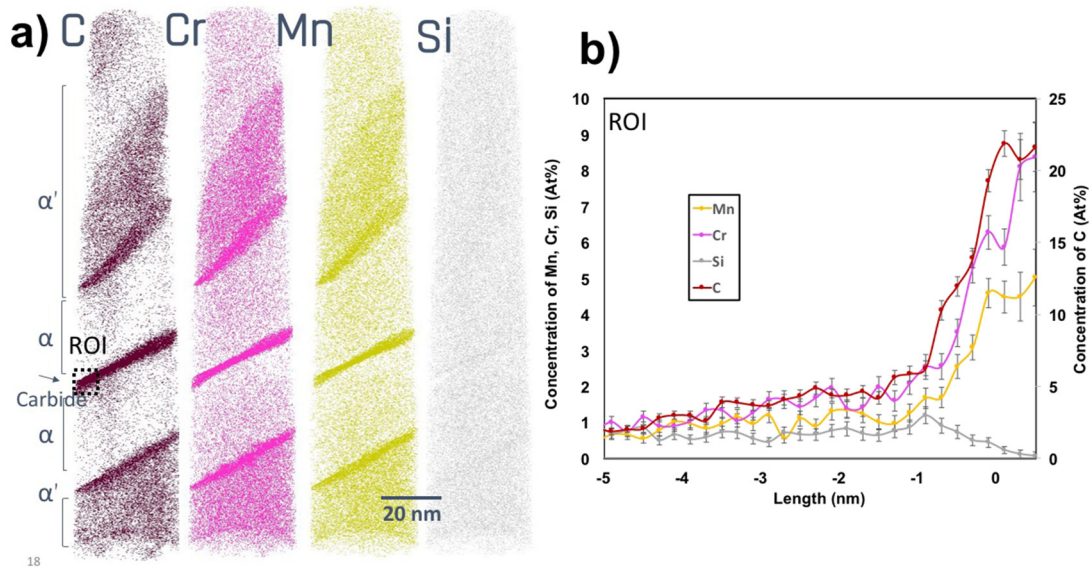 a)
C Cr Mn Si
α'
α
ROI
Carbide
α
α'
20 nm
18
b)
ROI
Concentration of Mn, Cr, Si (At%)
10
9
8
7
6
5
4
3
2
1
0
Mn
Cr
Si
C
25
20
15
10
5
0
Concentration of C (At%)
-5 -4 -3 -2 -1 0
Length (nm)